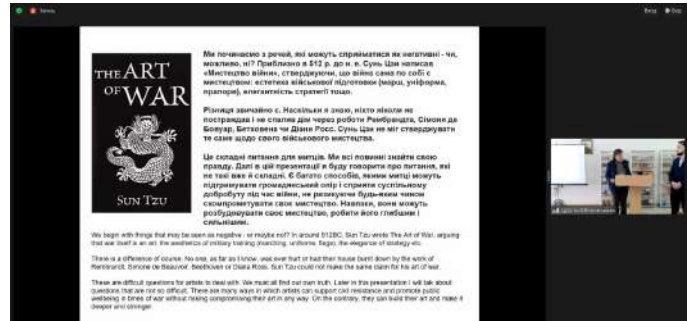 Запись
Вид
THE ART
OF WAR
SUN TZU
Ми починаємо з речей, які можуть сприйматися як негативні - чи,
можливо, ні? Приблизно в 512 р. до н. е. Сунь Цзи написав
«Мистецтво війни», стверджуючи, що війна сама по собі є
мистецтвом: естетика військової підготовки (марш, уніформа,
прапори), елегантність стратегії тощо.
Різниця звичайно є. Наскільки я знаю, ніхто ніколи не
постраждав і не спалив дім через роботи Рембрандта, Сімони де
Бовуар, Бетховена чи Діани Росс. Сунь Цзи не міг стверджувати
те саме щодо свого військового мистецтва.
Це складні питання для митців. Ми всі повинні знайти свою
правду. Далі в цій презентації я буду говорити про питання, які
не такі вже й складні. Є багато способів, якими митці можуть
підтримувати громадянський опір і сприяти суспільному
добробуту під час війни, не ризикуючи будь-яким чином
скомпрометувати своє мистецтво. Навпаки, вони можуть
розбудовувати своє мистецтво, робити його глибшим і
сильнішим.
We begin with things that may be seen as negative - or maybe not? In around 512BC, Sun Tzu wrote The Art of War, arguing
that war itself is an art: the aesthetics of military training (marching, uniforms, flags), the elegance of strategy etc.
There is a difference of course. No one, as far as I know, was ever hurt or had their house burnt down by the work of
Rembrandt, Simone de Beauvoir, Beethoven or Diana Ross. Sun Tzu could not make the same claim for his art of war.
These are difficult questions for artists to deal with. We must all find our own truth. Later in this presentation I will talk about
questions that are not so difficult. There are many ways in which artists can support civil resistance and promote public
wellbeing in times of war without risking compromising their art in any way. On the contrary, they can build their art and make it
deeper and stronger.